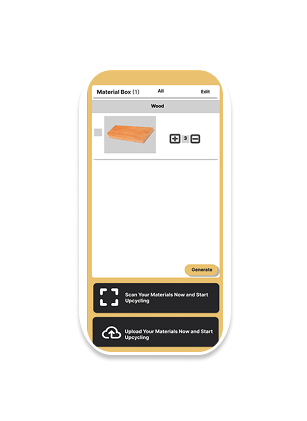 Material Box (1) All Edit
Wood
3
Generate
Scan Your Materials Now and Start
Upcycling
Upload Your Materials Now and Start
Upcycling